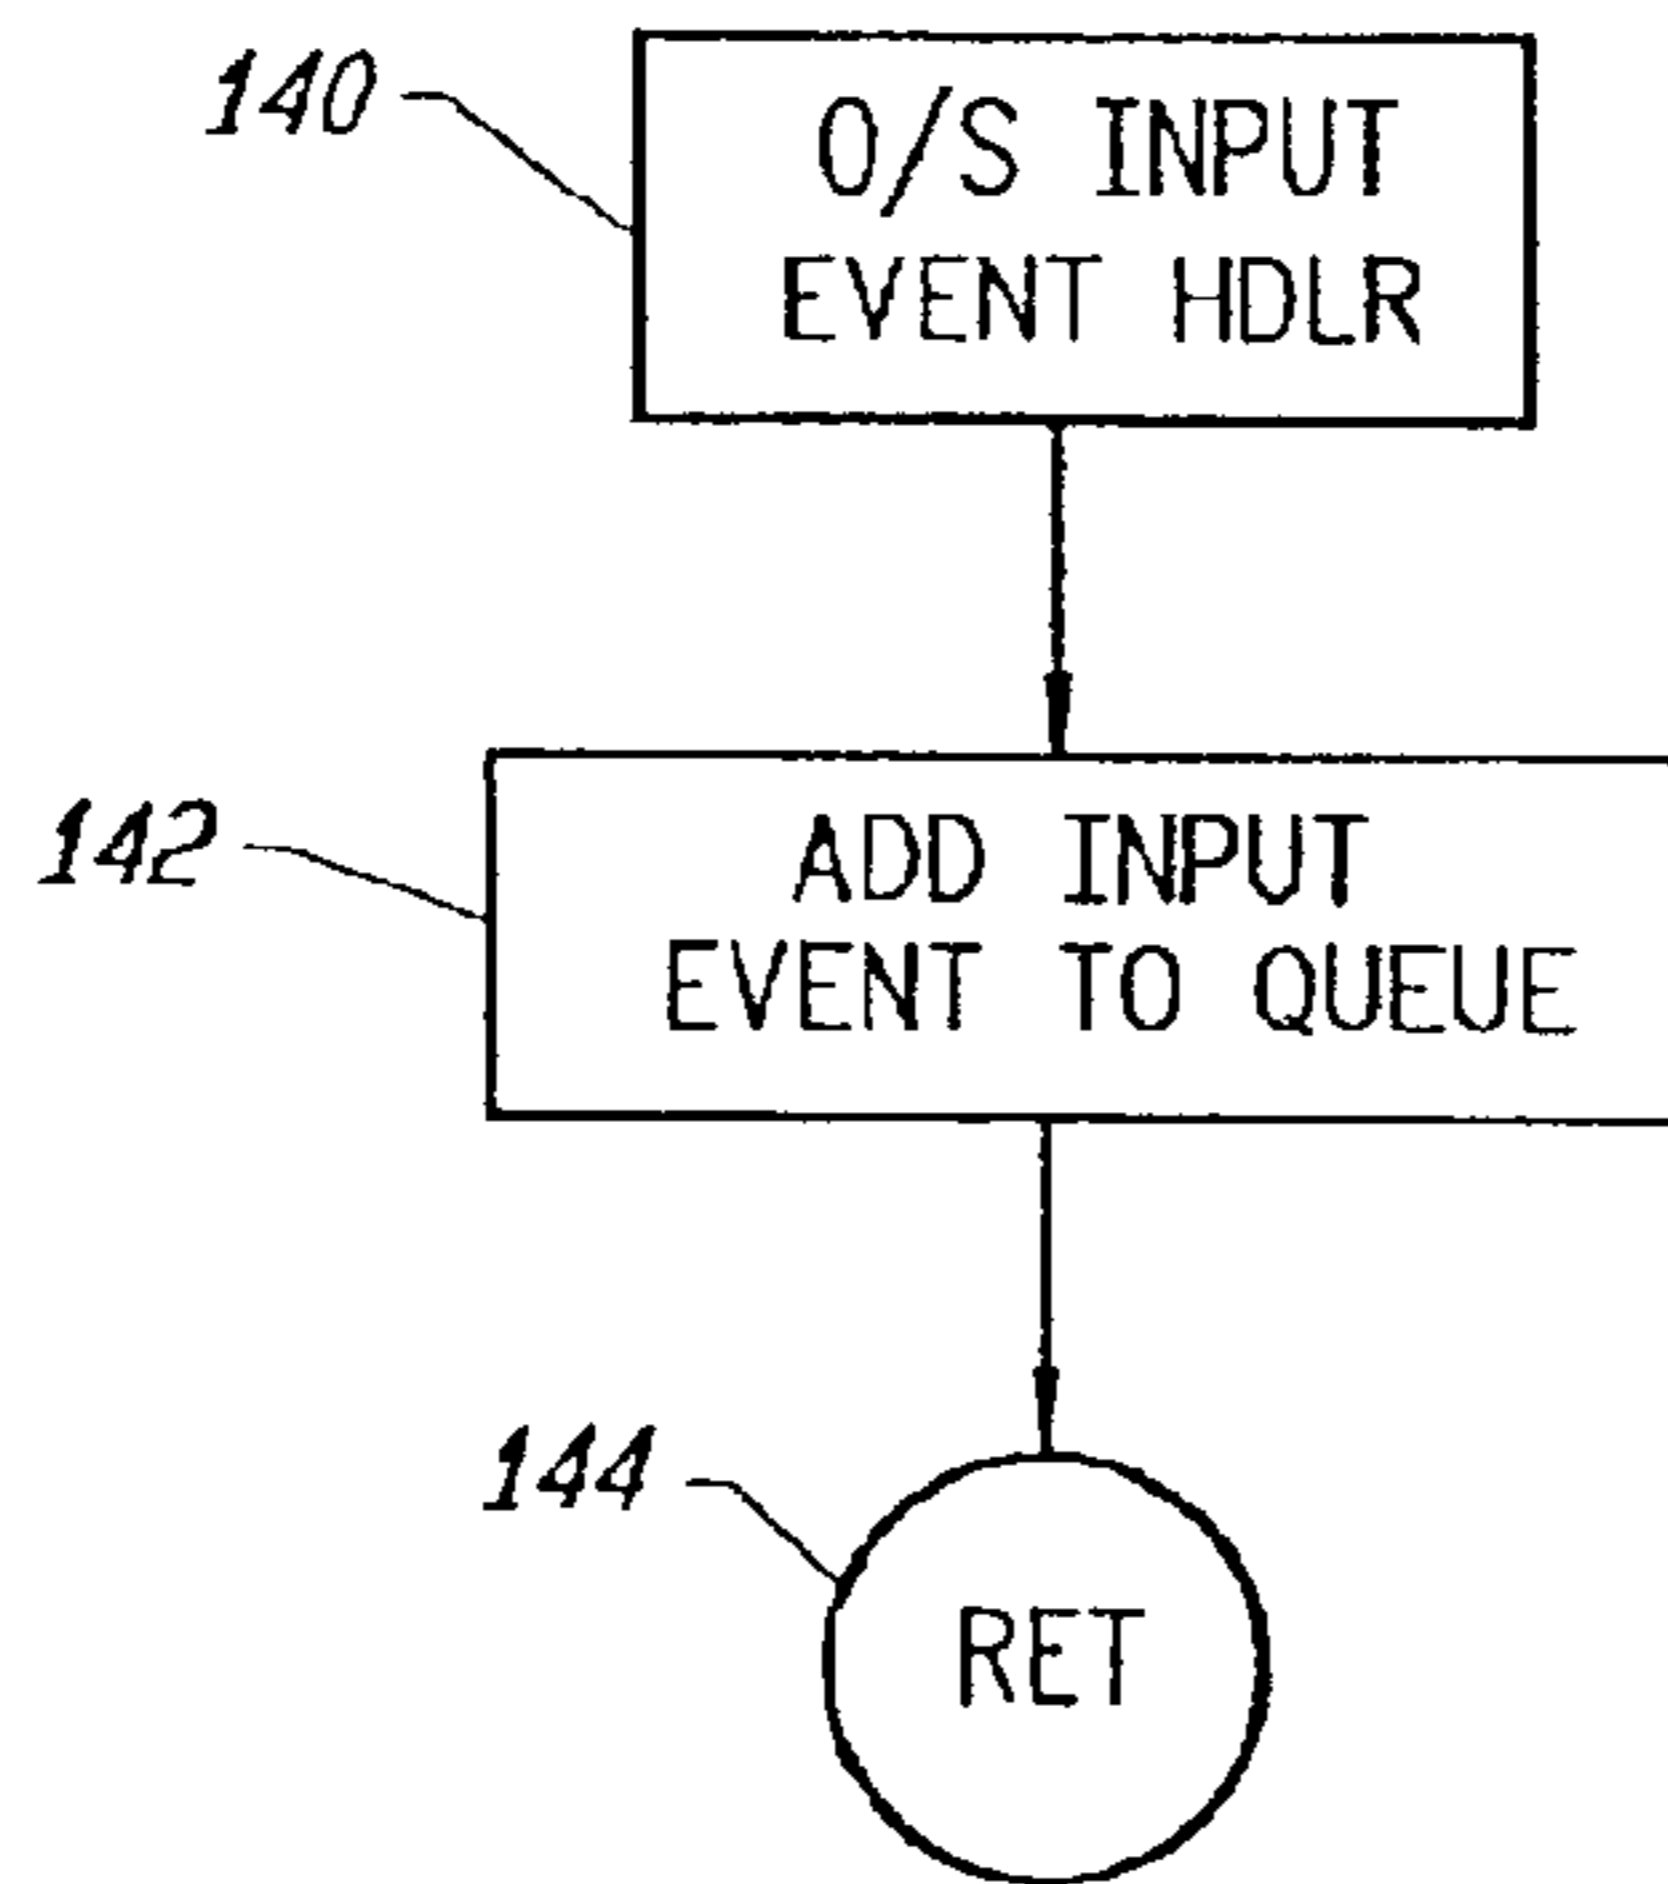 140
O/S INPUT
EVENT HDLR
142
ADD INPUT
EVENT TO QUEUE
144
RET